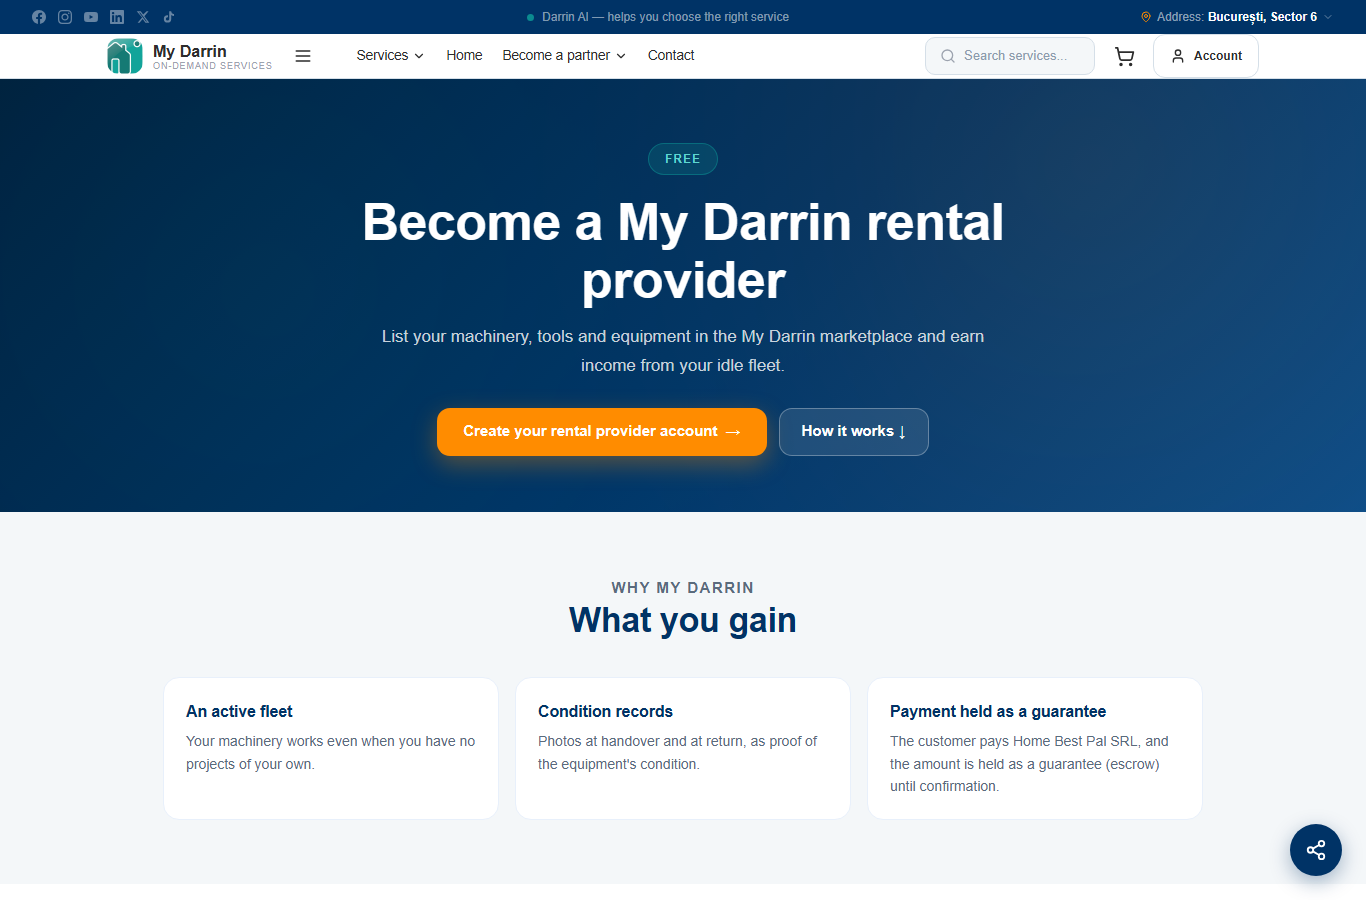 Darrin AI — helps you choose the right service
Address: București, Sector 6
My Darrin
ON-DEMAND SERVICES
Services
Home
Become a partner
Contact
Search services...
Account
FREE
Become a My Darrin rental
provider
List your machinery, tools and equipment in the My Darrin marketplace and earn
income from your idle fleet.
Create your rental provider account →
How it works ↓
WHY MY DARRIN
What you gain
An active fleet
Your machinery works even when you have no
projects of your own.
Condition records
Photos at handover and at return, as proof of
the equipment's condition.
Payment held as a guarantee
The customer pays Home Best Pal SRL, and
the amount is held as a guarantee (escrow)
until confirmation.